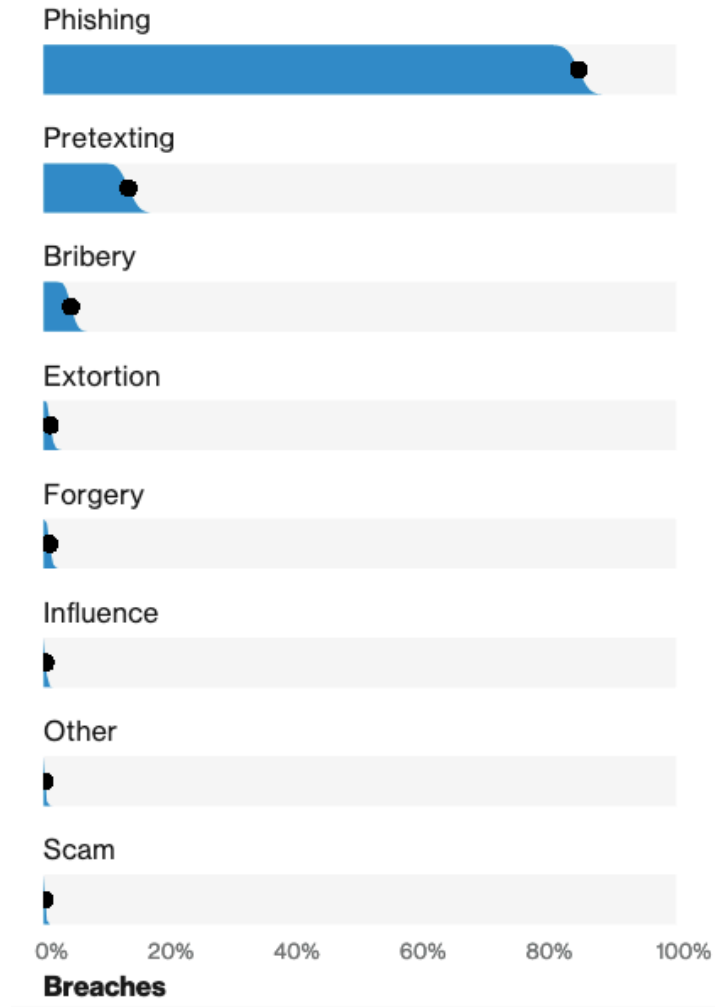 Phishing
Pretexting
Bribery
Extortion
Forgery
Influence
Other
Scam
0% 20% 40% 60% 80% 100%
Breaches